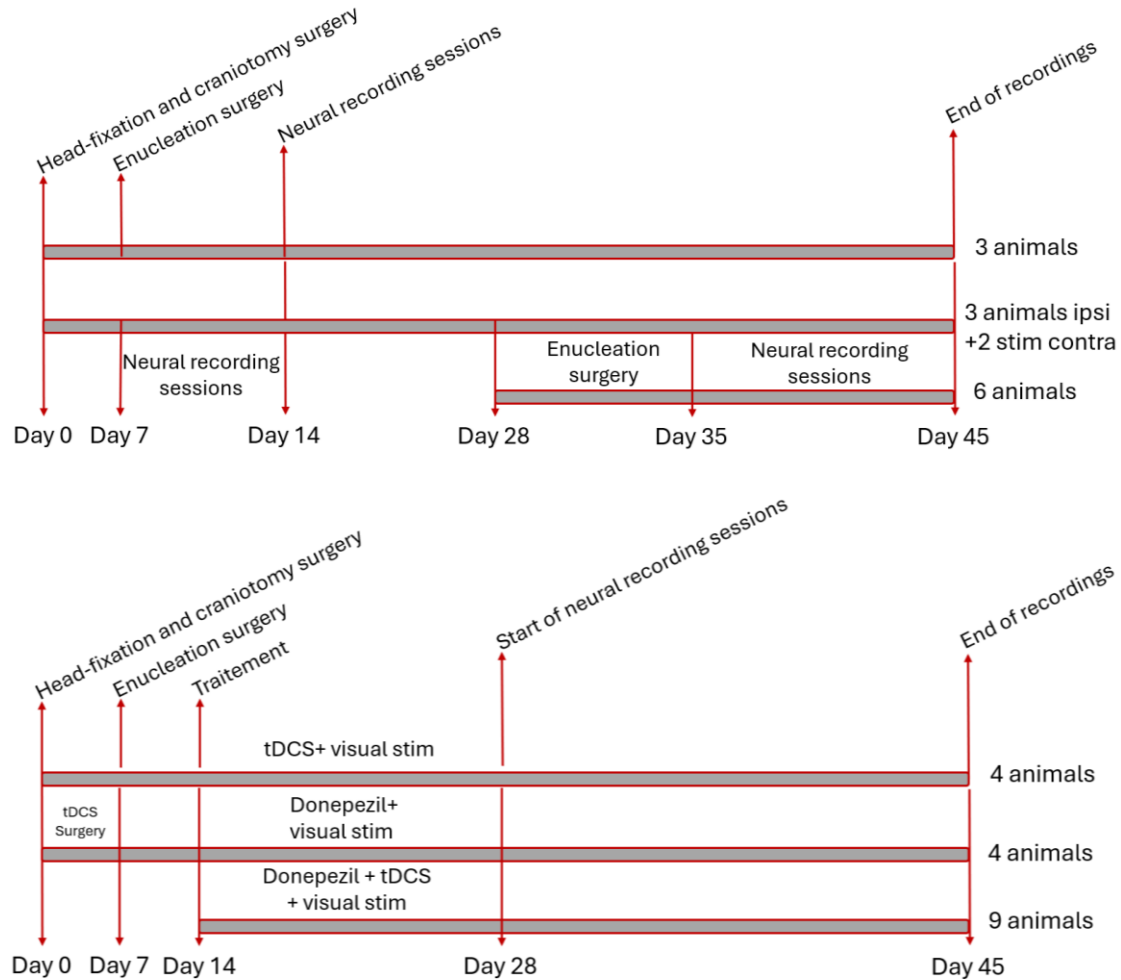 Head-fixation and craniotomy surgery
Enucleation surgery
Neural recording sessions
End of recordings
3 animals
3 animals ipsi
+2 stim contra
Neural recording
sessions
Enucleation
surgery
Neural recording
sessions
6 animals
Day 0
Day 7
Day 14
Day 28
Day 35
Day 45
Head-fixation and craniotomy surgery
Enucleation surgery
Traitement
Start of neural recording sessions
End of recordings
tDCS+ visual stim
4 animals
tDCS
Surgery
Donepezil+
visual stim
4 animals
Donepezil + tDCS
+ visual stim
9 animals
Day 0
Day 7
Day 14
Day 28
Day 45